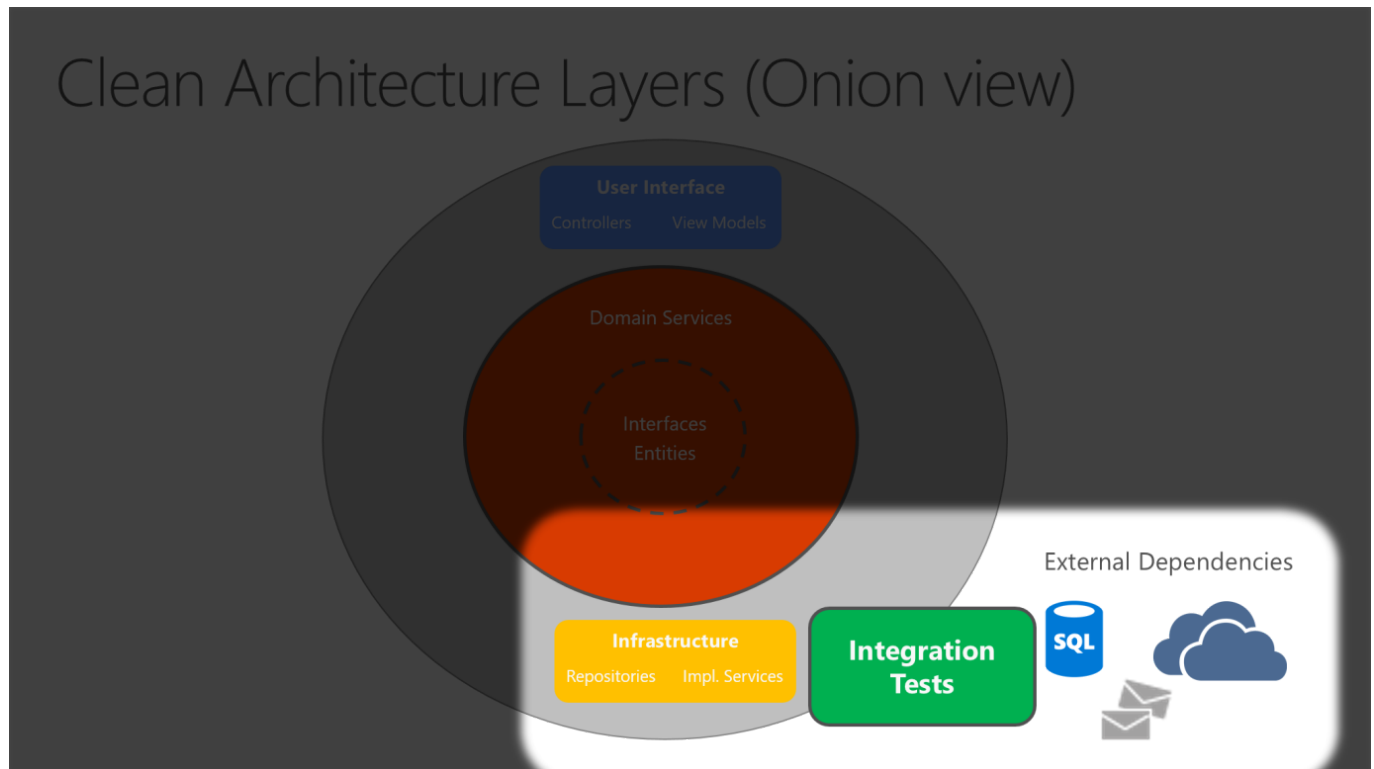 Clean Architecture Layers (Onion view)
User Interface
Controllers View Models
Domain Services
Interfaces
Entities
External Dependencies
Infrastructure
Repositories Impl. Services
Integration
Tests
SQL